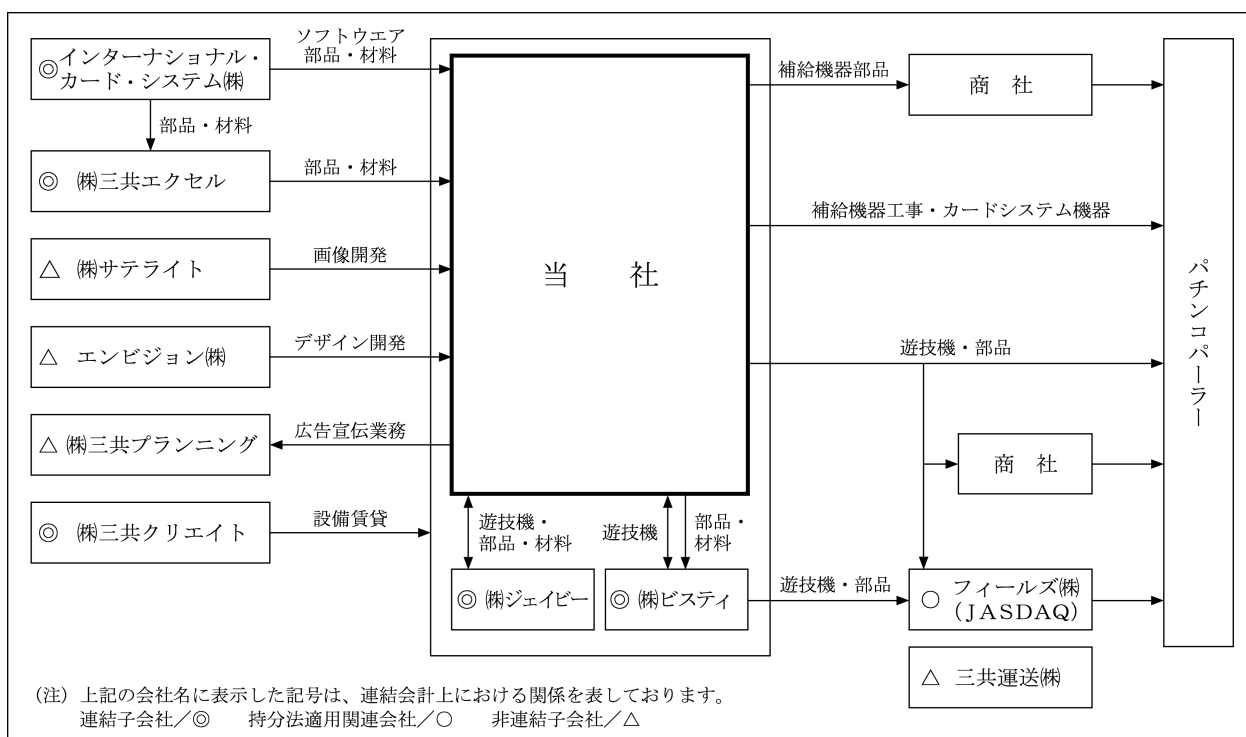 ソフトウエア
部品・材料
◎インターナショナル・
カード・システム㈱
部品・材料
◎ ㈱三共エクセル
部品・材料
△ ㈱サテライト
画像開発
△ エンビジョン㈱
デザイン開発
△ ㈱三共プランニング
広告宣伝業務
◎ ㈱三共クリエイト
設備賃貸
当 社
遊技機・
部品・材料
遊技機
部品・
材料
◎ ㈱ジェイビー
◎ ㈱ビスティ
補給機器部品
商 社
補給機器工事・カードシステム機器
遊技機・部品
商 社
遊技機・部品
○ フィールズ㈱
（JASDAQ）
△ 三共運送㈱
パチンコパーラー
（注）上記の会社名に表示した記号は、連結会計上における関係を表しております。
連結子会社／◎ 持分法適用関連会社／○ 非連結子会社／△